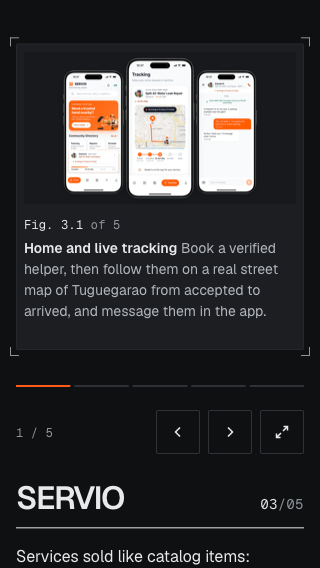 SERVIO
Tracking
Fig. 3.1 of 5
Home and live tracking Book a verified
helper, then follow them on a real street
map of Tuguegarao from accepted to
arrived, and message them in the app.
1 / 5
SERVIO
03/05
Services sold like catalog items: